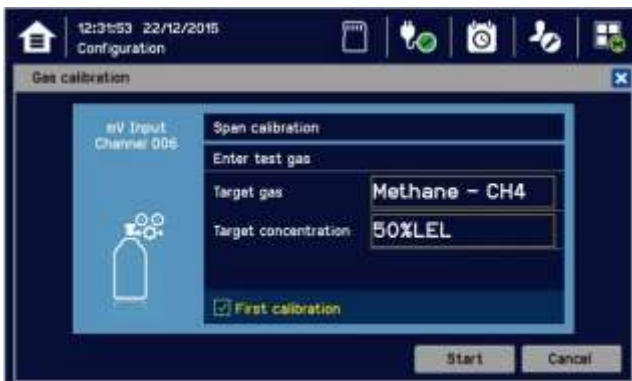 12:31:53 22/12/2015
Configuration
Gas calibration
mV Input
Channel 006
Span calibration
Enter test gas
Target gas
Methane - CH4
Target concentration
50%LEL
First calibration
Start
Cancel